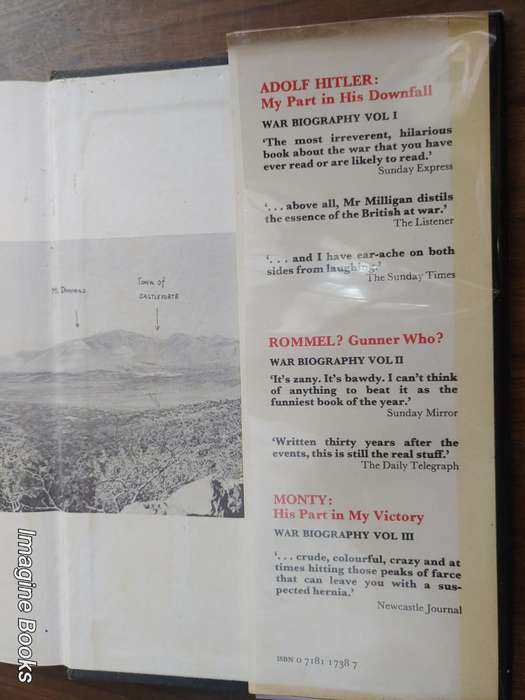 M. DAMIANO
TOWN of
CASTLEFORTE
ADOLF HITLER:
My Part in His Downfall
WAR BIOGRAPHY VOL I
‘The most irreverent, hilarious
book about the war that you have
ever read or are likely to read.’
Sunday Express
‘. . . above all, Mr Milligan distils
the essence of the British at war.’
The Listener
‘. . . and I have ear-ache on both
sides from laughing.’
The Sunday Times
ROMMEL? Gunner Who?
WAR BIOGRAPHY VOL II
‘It's zany. It's bawdy. I can't think
of anything to beat it as the
funniest book of the year.’
Sunday Mirror
‘Written thirty years after the
events, this is still the real stuff.’
The Daily Telegraph
MONTY:
His Part in My Victory
WAR BIOGRAPHY VOL III
‘. . . crude, colourful, crazy and at
times hitting those peaks of farce
that can leave you with a sus-
pected hernia.’
Newcastle Journal
ISBN 0 7181 1738 7
Imagine Books